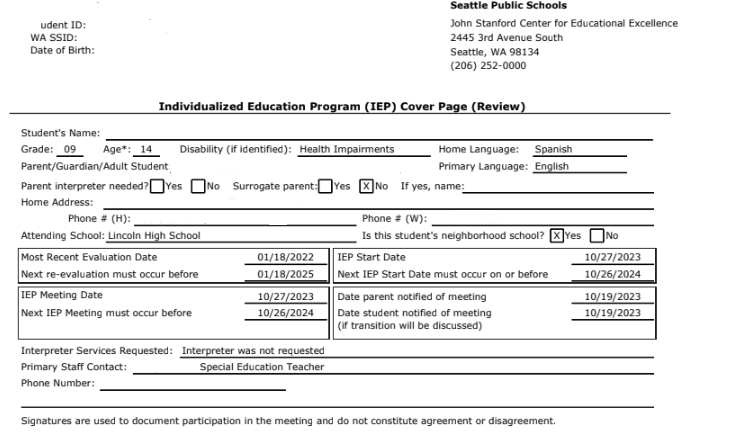 Seattle Public Schools
udent ID:
John Stanford Center for Educational Excellence
WA SSID:
2445 3rd Avenue South
Date of Birth:
Seattle, WA 98134
(206) 252-0000
Individualized Education Program (IEP) Cover Page (Review)
Student's Name:
Grade: 09 Age*: 14 Disability (if identified): Health Impairments Home Language: Spanish
Parent/Guardian/Adult Student Primary Language: English
Parent interpreter needed? Yes No Surrogate parent: Yes X No If yes, name:
Home Address:
Phone # (H): Phone # (W):
Attending School: Lincoln High School Is this student's neighborhood school? X Yes No
Most Recent Evaluation Date 01/18/2022 IEP Start Date 10/27/2023
Next re-evaluation must occur before 01/18/2025 Next IEP Start Date must occur on or before 10/26/2024
IEP Meeting Date 10/27/2023 Date parent notified of meeting 10/19/2023
Next IEP Meeting must occur before 10/26/2024 Date student notified of meeting 10/19/2023
(if transition will be discussed)
Interpreter Services Requested: Interpreter was not requested
Primary Staff Contact: Special Education Teacher
Phone Number:
Signatures are used to document participation in the meeting and do not constitute agreement or disagreement.